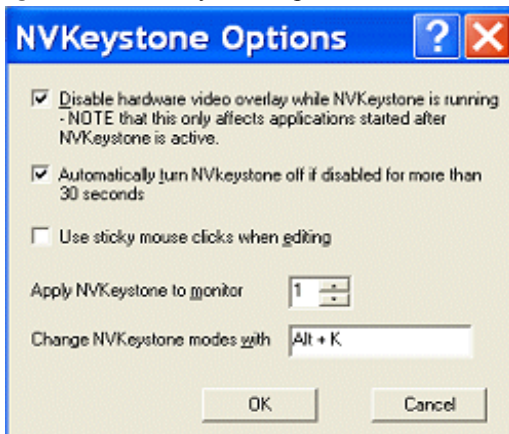 NVKeystone Options
Disable hardware video overlay while NVKeystone is running
- NOTE that this only affects applications started after
NVKeystone is active.
Automatically turn NVkeystone off if disabled for more than
30 seconds
Use sticky mouse clicks when editing
Apply NVKeystone to monitor 1
Change NVKeystone modes with Alt + K
OK Cancel